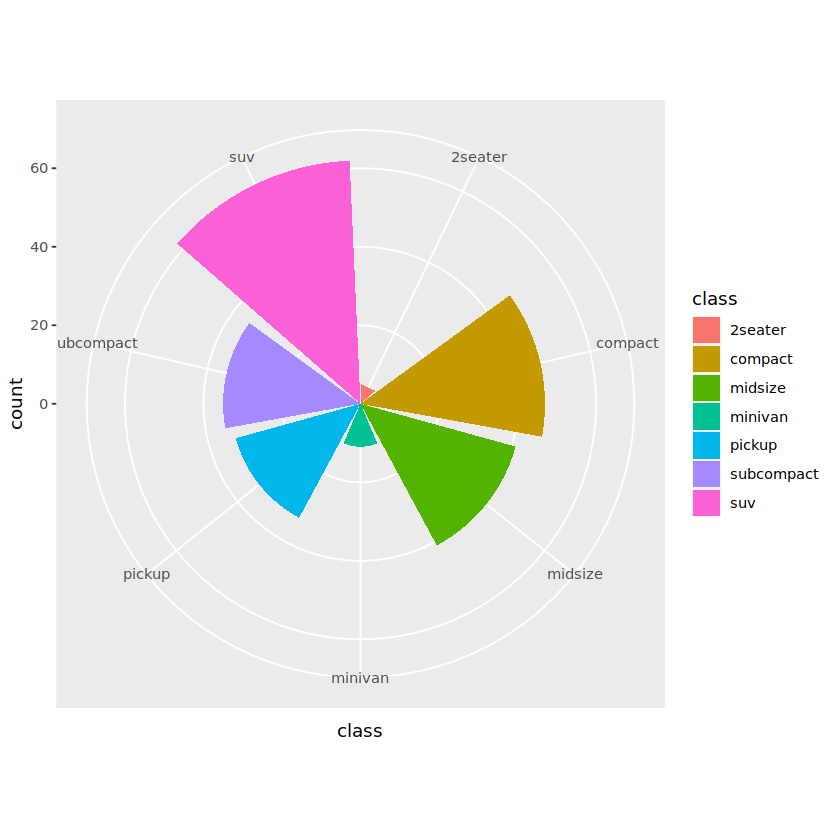 suv
2seater
60
40
20
ubcompact
compact
0
count
pickup
midsize
minivan
class
class
2seater
compact
midsize
minivan
pickup
subcompact
suv